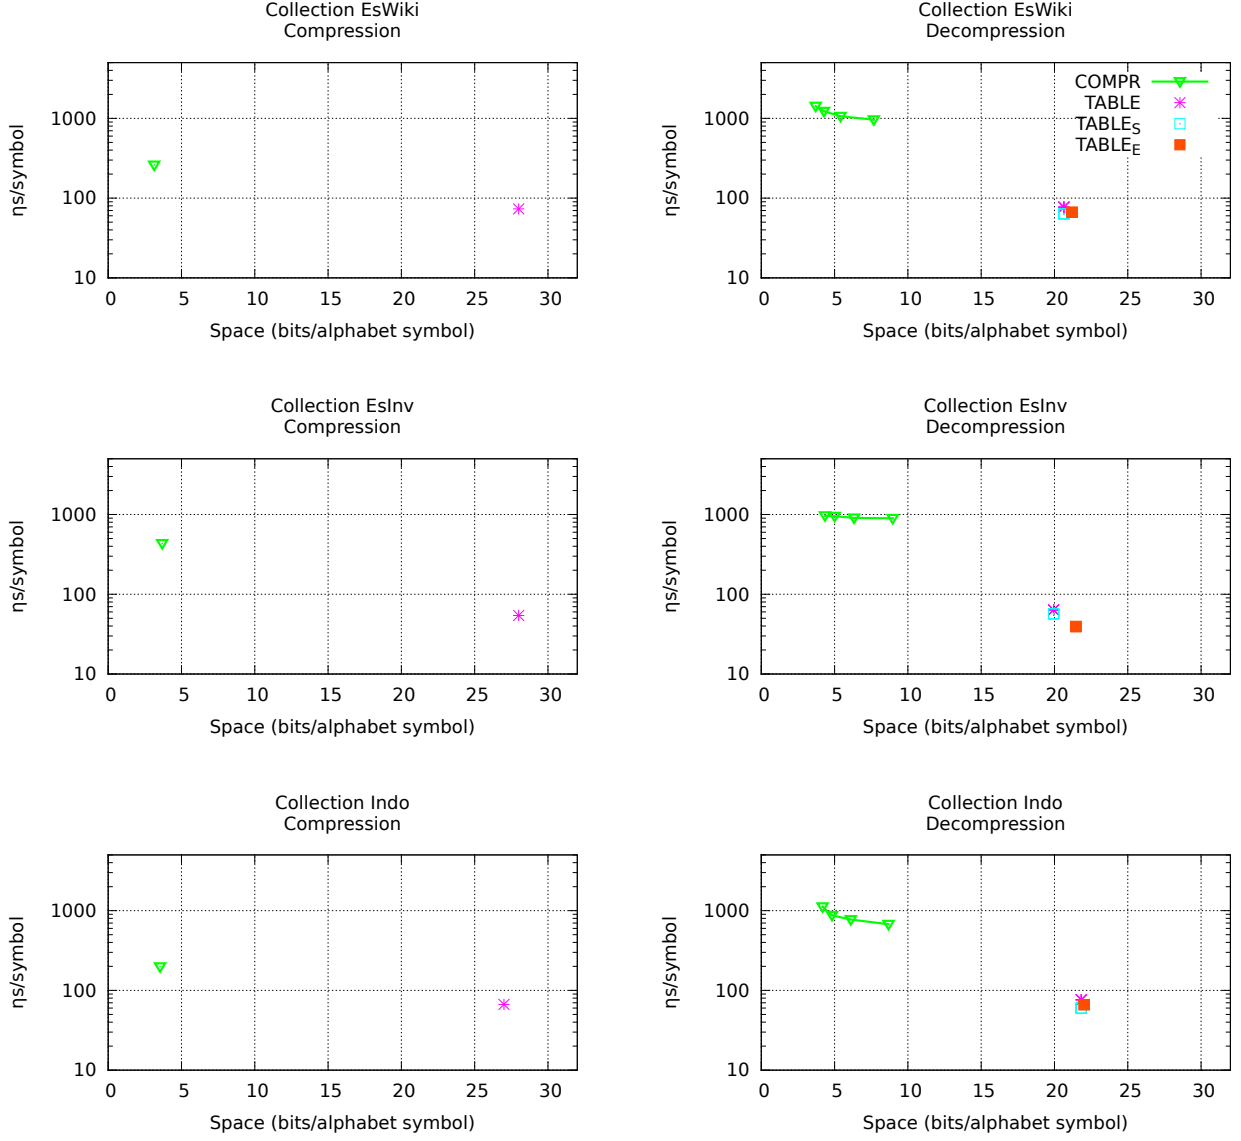 Collection EsWiki
Compression
1000
100
10
ηs/symbol
0 5 10 15 20 25 30
Space (bits/alphabet symbol)
Collection EsWiki
Decompression
COMPR
TABLE
TABLE_S
TABLE_E
1000
100
10
ηs/symbol
0 5 10 15 20 25 30
Space (bits/alphabet symbol)
Collection EsInv
Compression
1000
100
10
ηs/symbol
0 5 10 15 20 25 30
Space (bits/alphabet symbol)
Collection EsInv
Decompression
1000
100
10
ηs/symbol
0 5 10 15 20 25 30
Space (bits/alphabet symbol)
Collection Indo
Compression
1000
100
10
ηs/symbol
0 5 10 15 20 25 30
Space (bits/alphabet symbol)
Collection Indo
Decompression
1000
100
10
ηs/symbol
0 5 10 15 20 25 30
Space (bits/alphabet symbol)